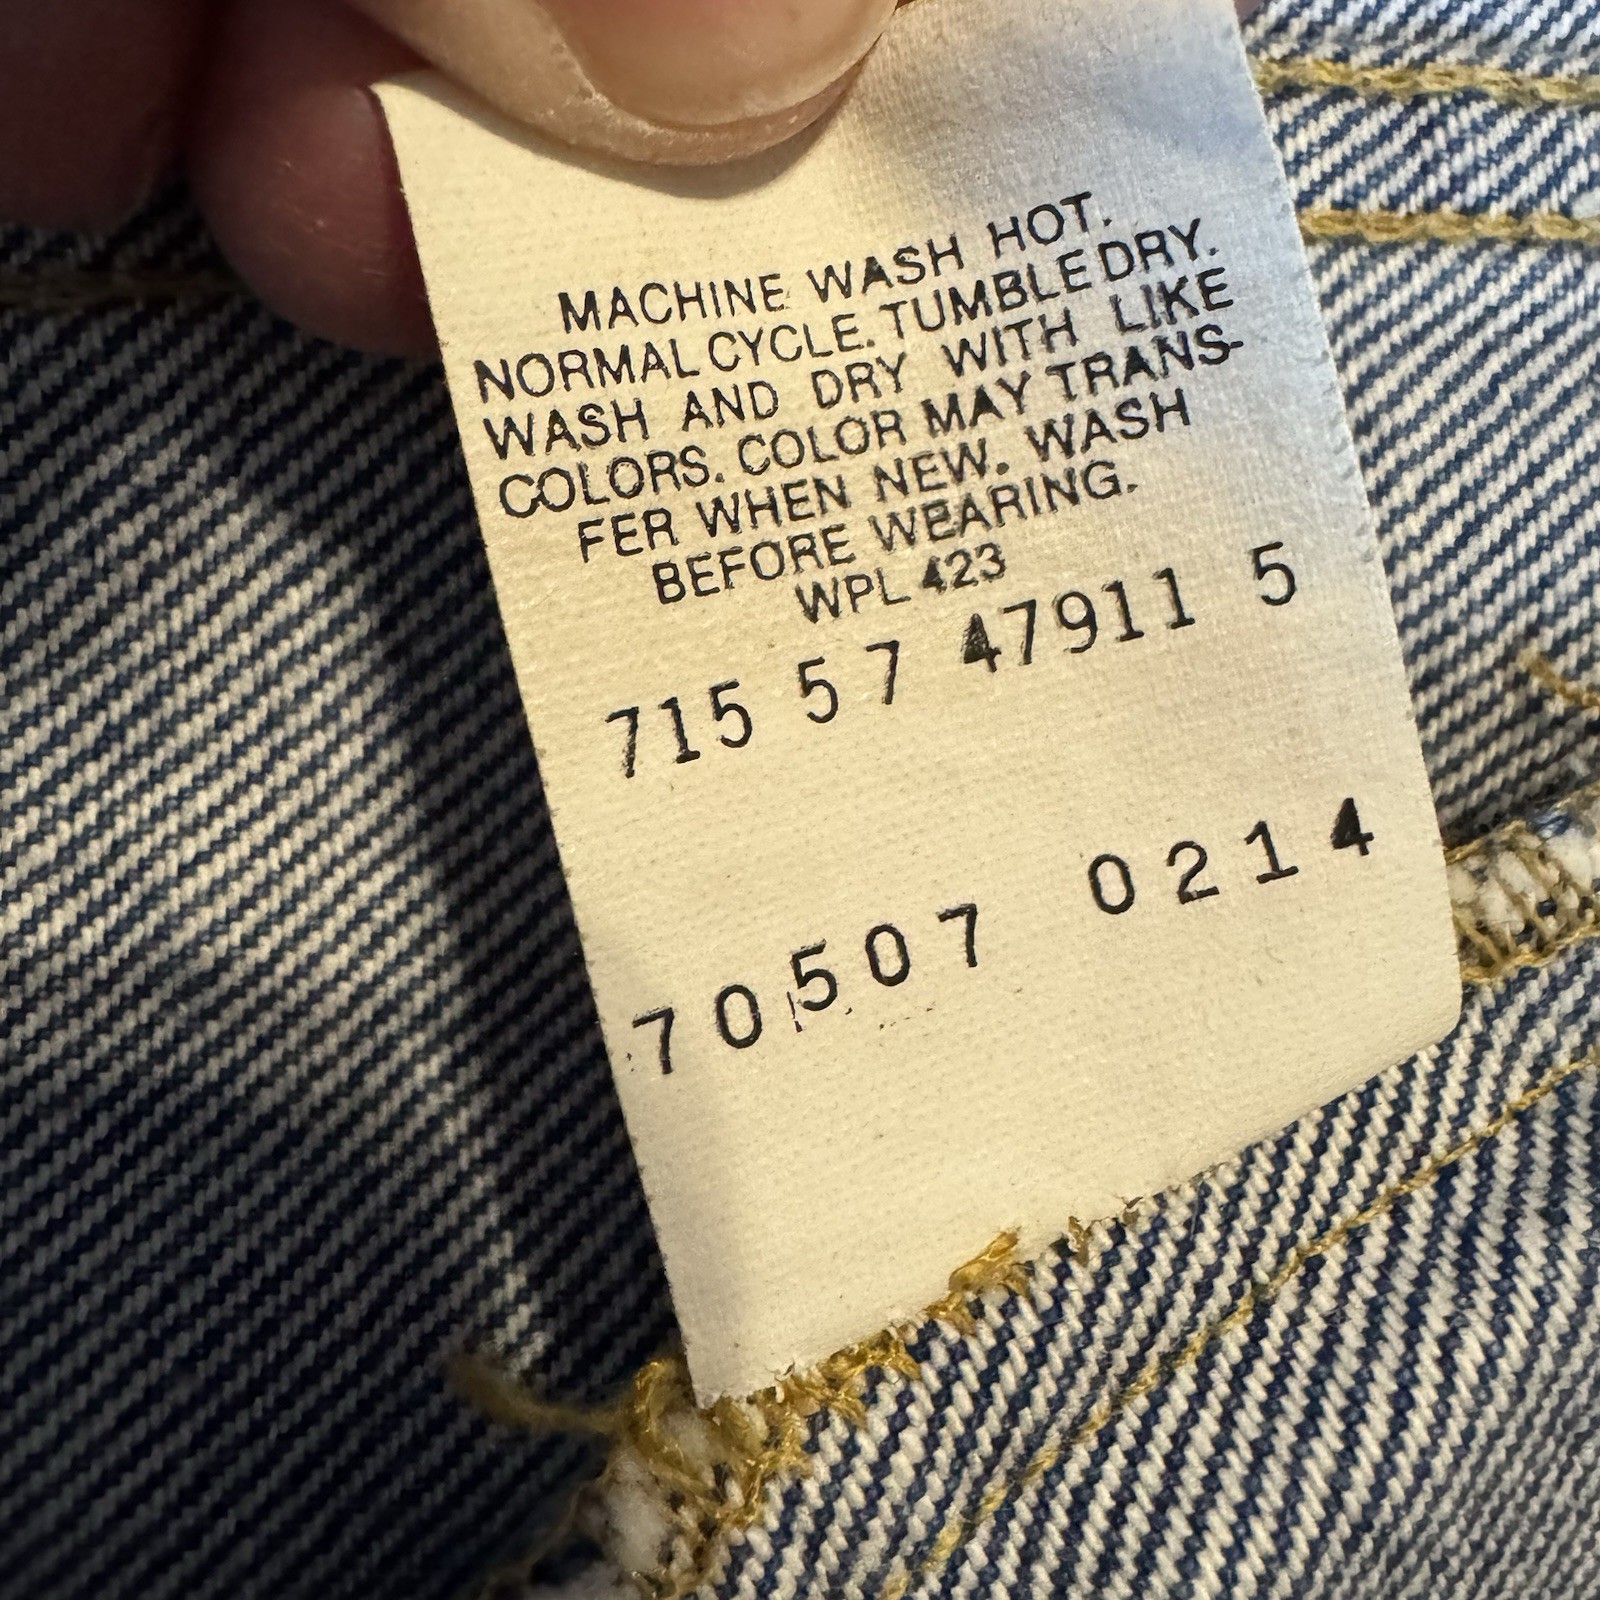 MACHINE WASH HOT.
NORMAL CYCLE. TUMBLE DRY.
WASH AND DRY WITH LIKE
COLORS. COLOR MAY TRANS-
FER WHEN NEW. WASH
BEFORE WEARING.
WPL 423
715 57 47911 5
70507 0214